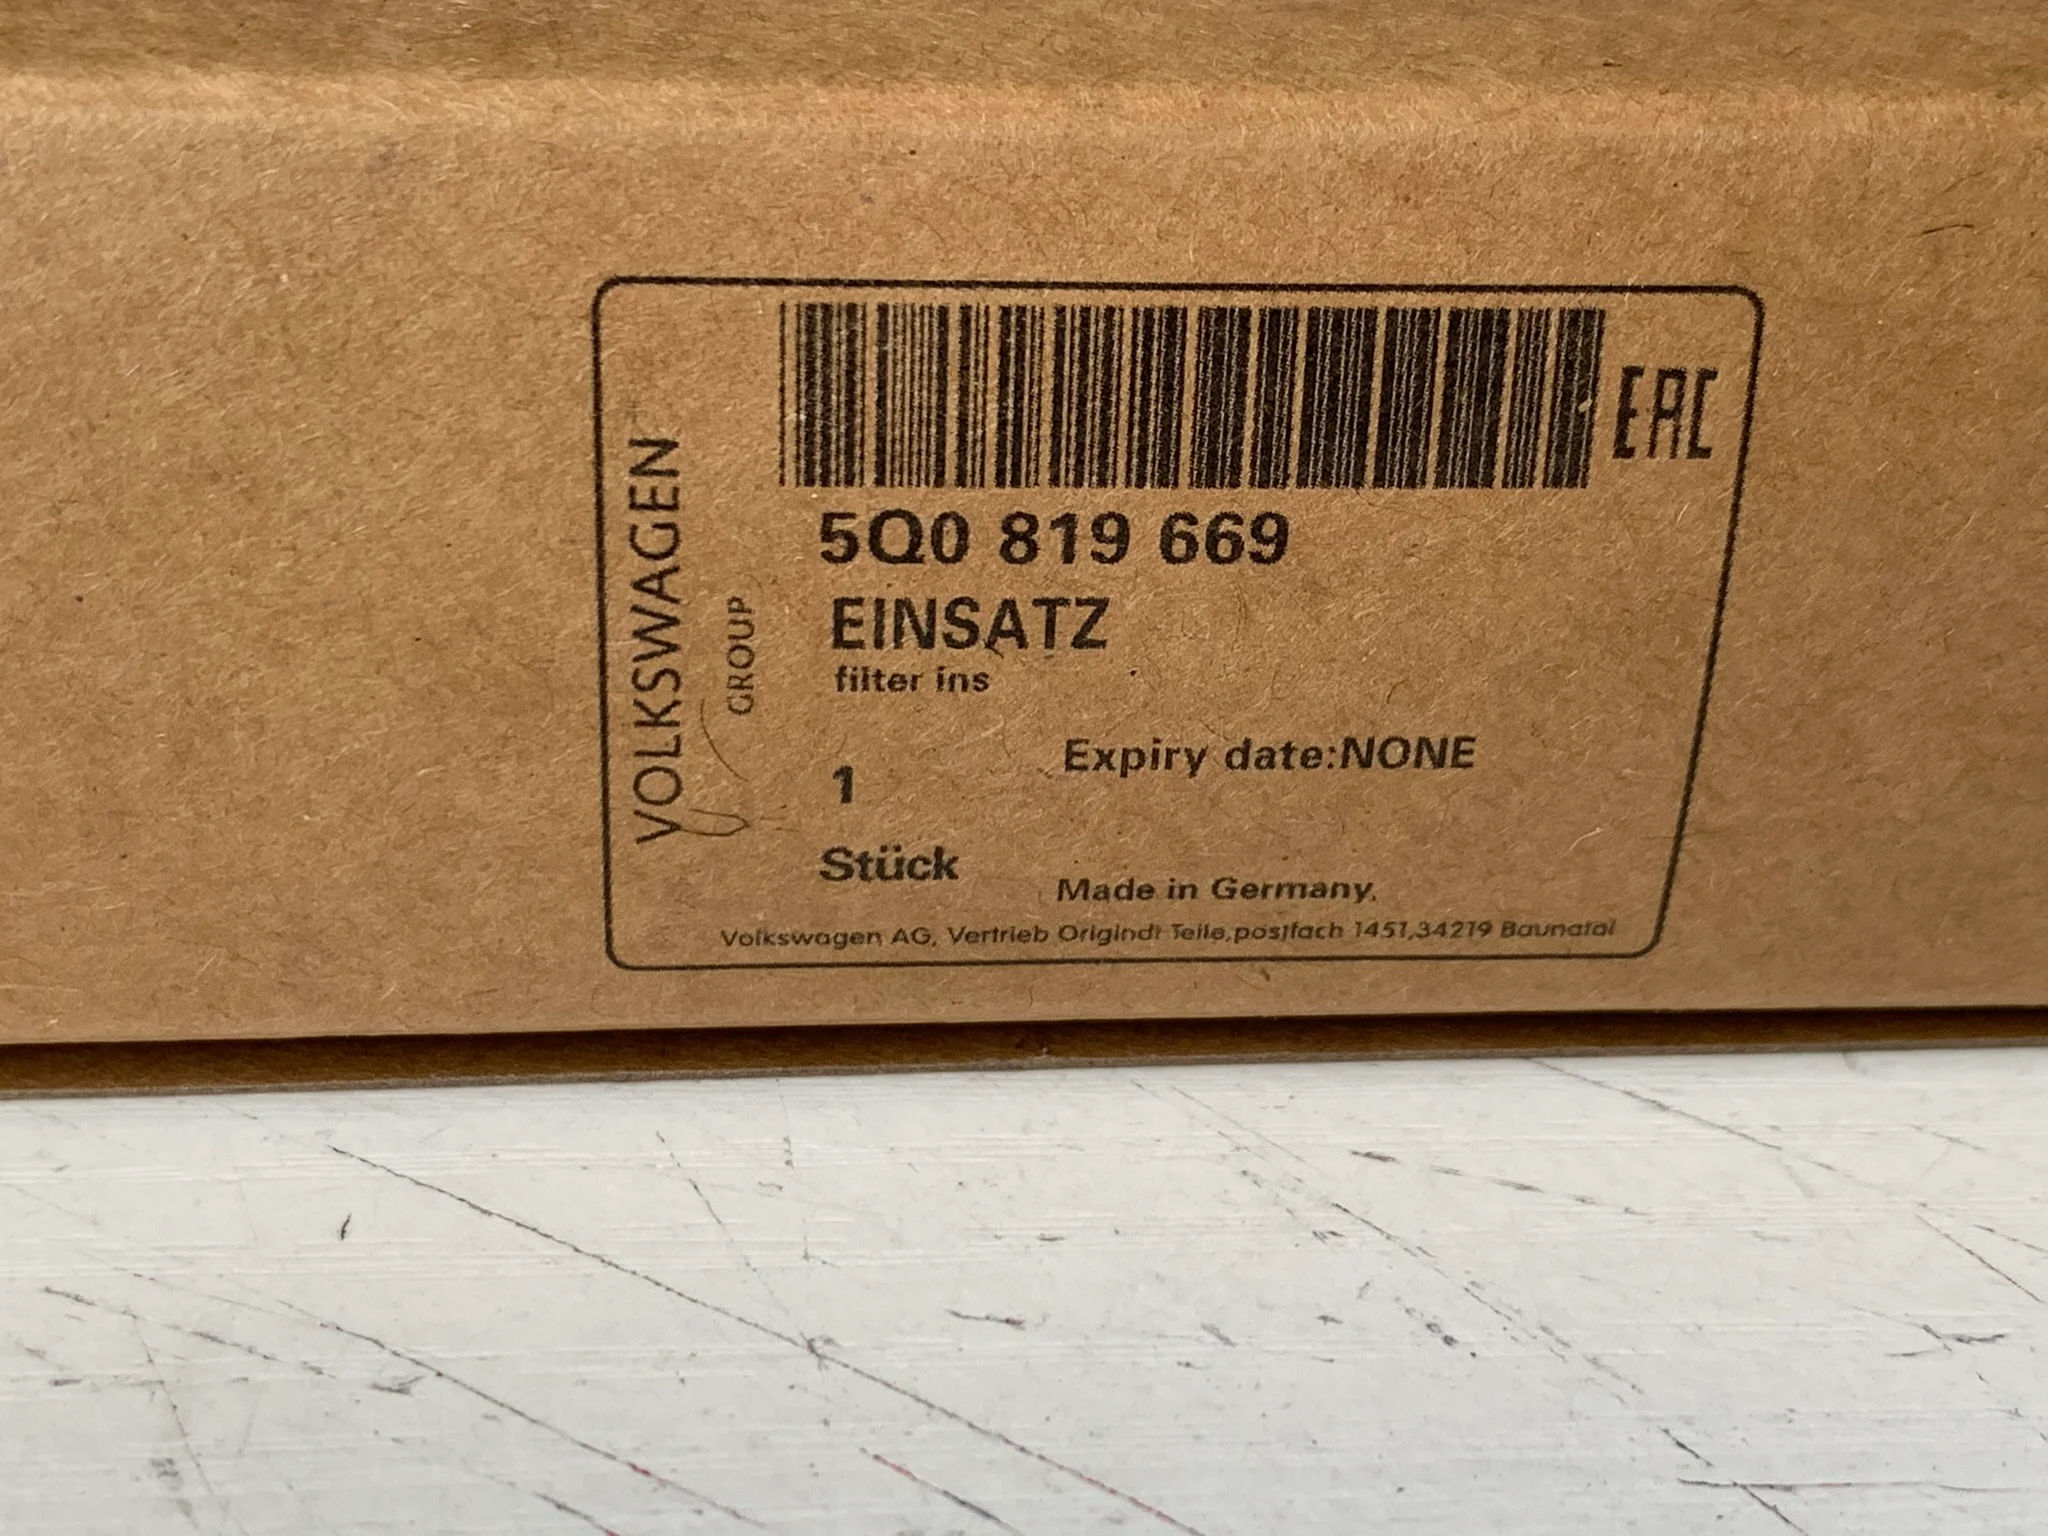 EAC
VOLKSWAGEN
GROUP
5Q0 819 669
EINSATZ
filter ins
1
Expiry date:NONE
Stück
Made in Germany,
Volkswagen AG, Vertrieb Origindl Teile,postfach 1451,34219 Baunatal